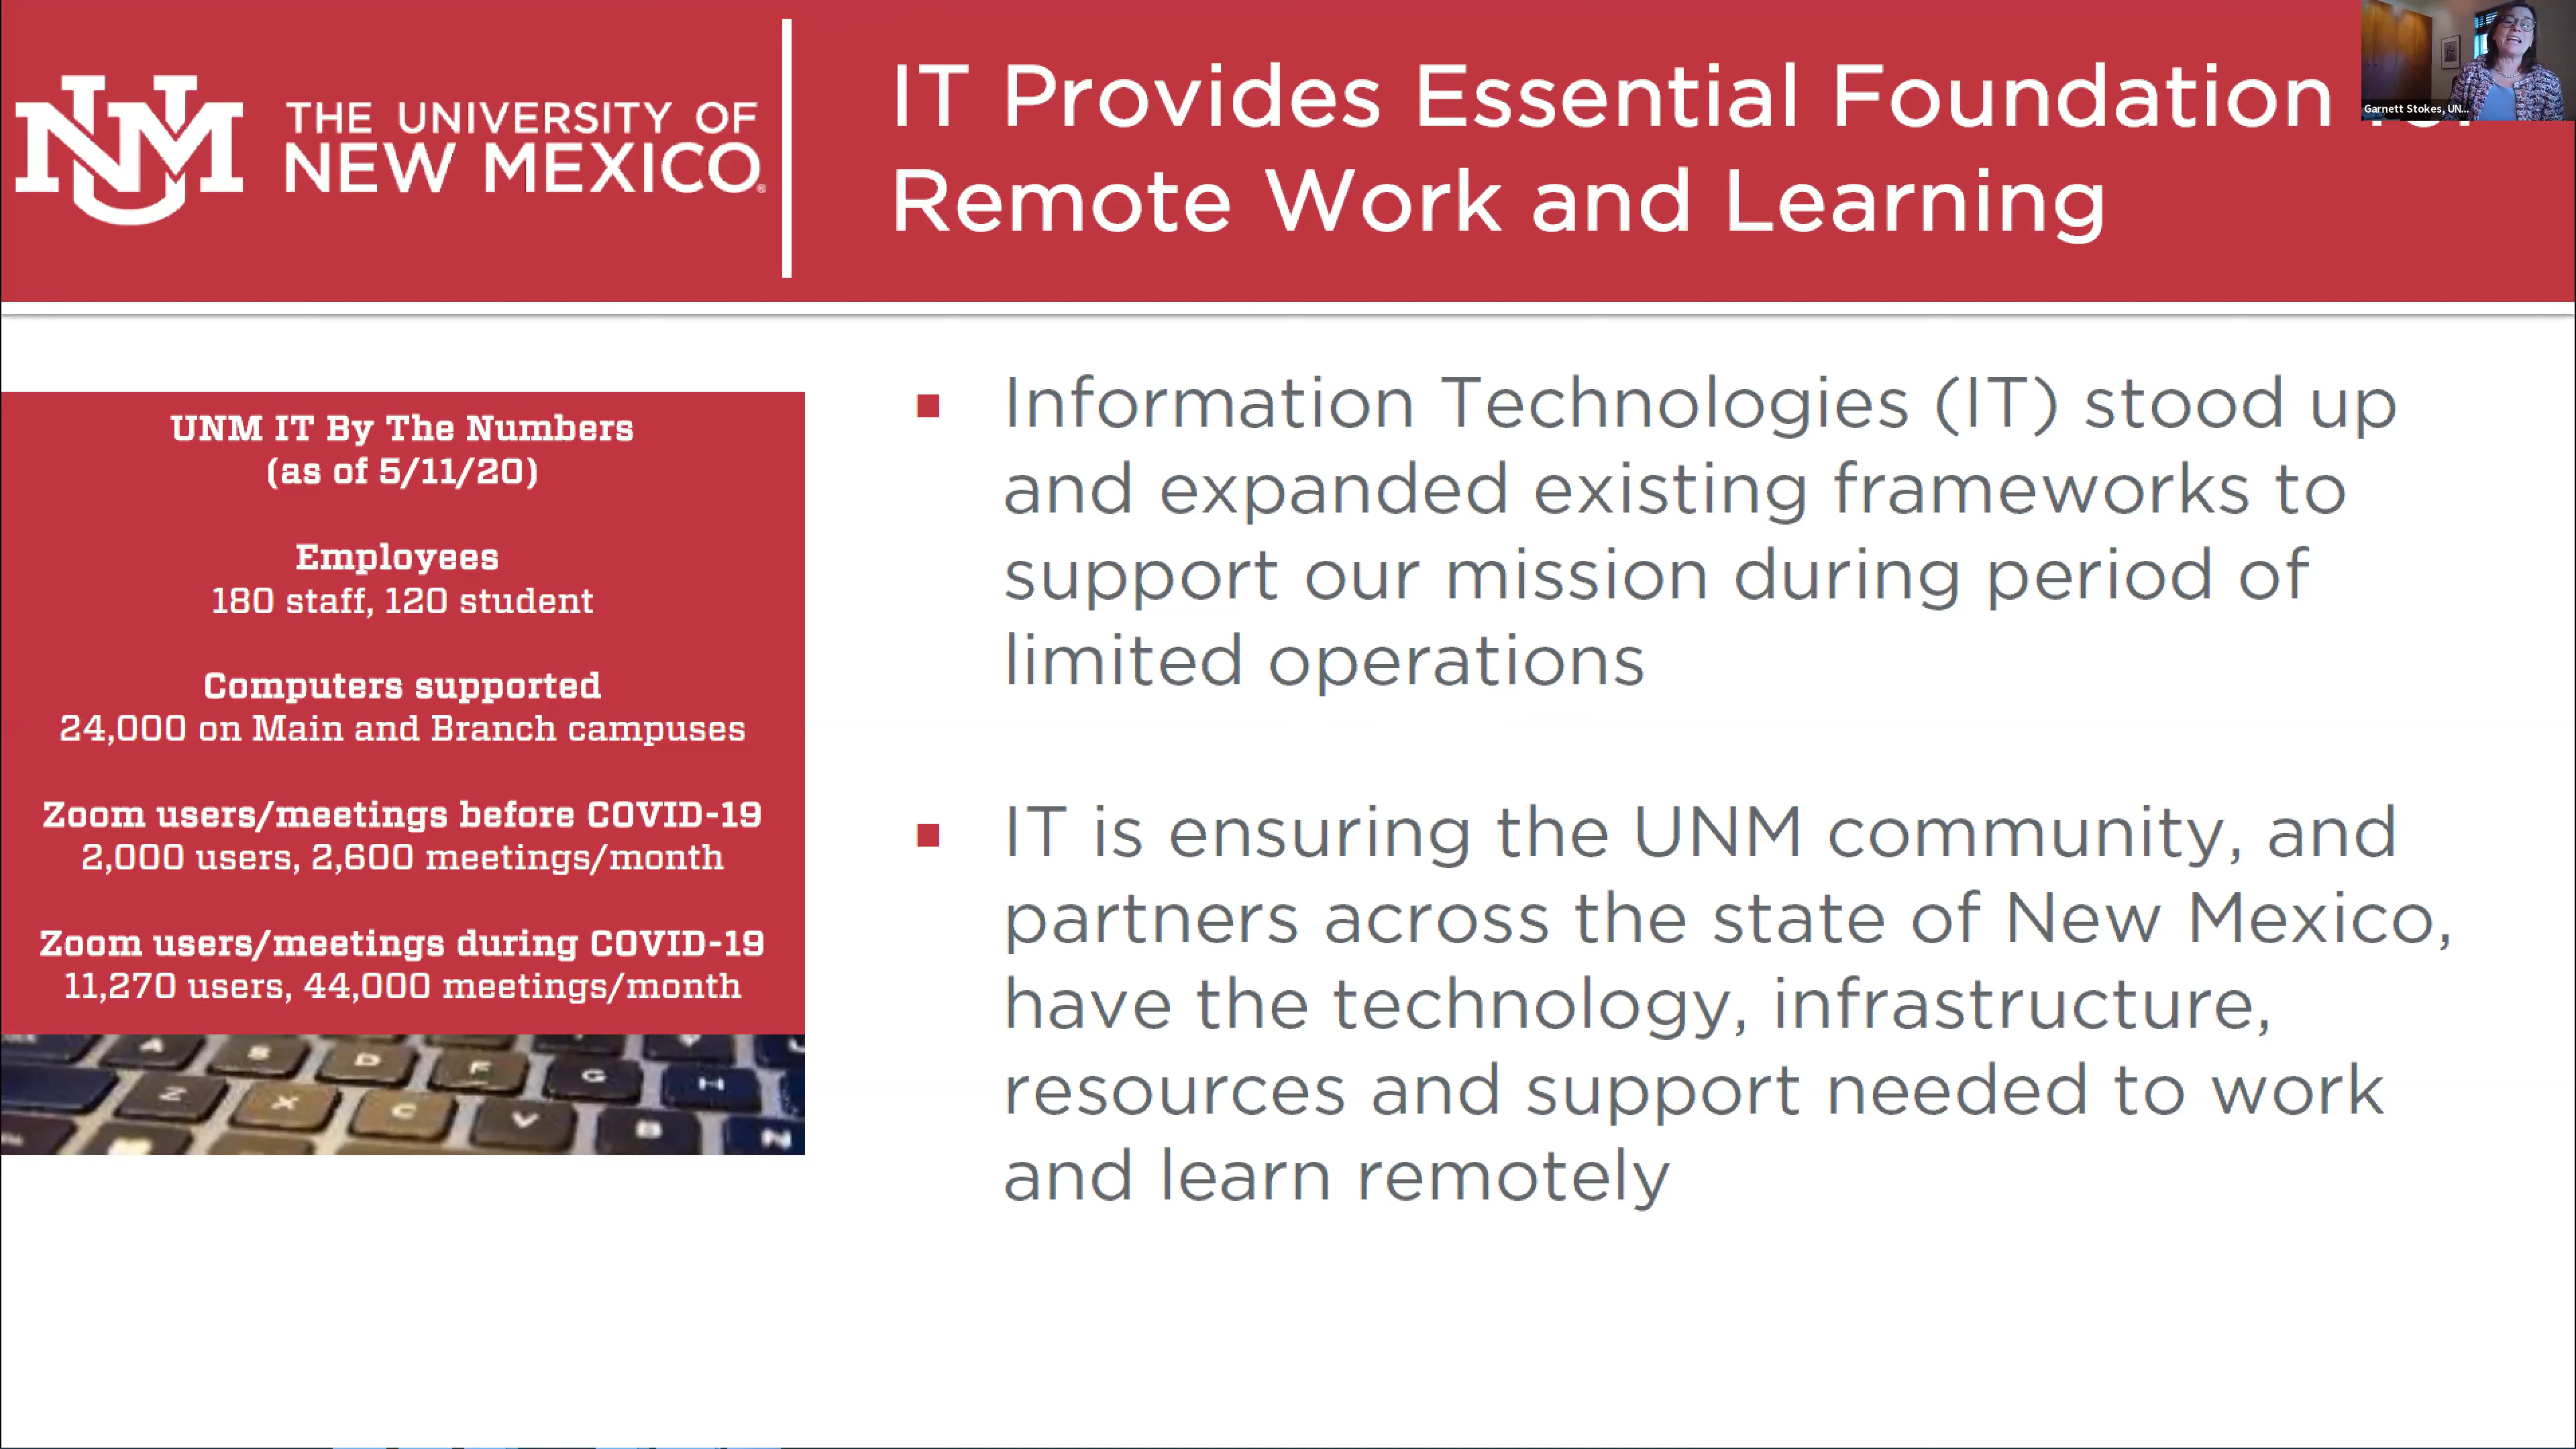 UNM
THE UNIVERSITY OF
NEW MEXICO®
IT Provides Essential Foundation
Remote Work and Learning
Garnett Stokes, UN...
UNM IT By The Numbers
(as of 5/11/20)
Employees
180 staff, 120 student
Computers supported
24,000 on Main and Branch campuses
Zoom users/meetings before COVID-19
2,000 users, 2,600 meetings/month
Zoom users/meetings during COVID-19
11,270 users, 44,000 meetings/month
A S D F G H
Z X C V B N
▪ Information Technologies (IT) stood up
and expanded existing frameworks to
support our mission during period of
limited operations
▪ IT is ensuring the UNM community, and
partners across the state of New Mexico,
have the technology, infrastructure,
resources and support needed to work
and learn remotely